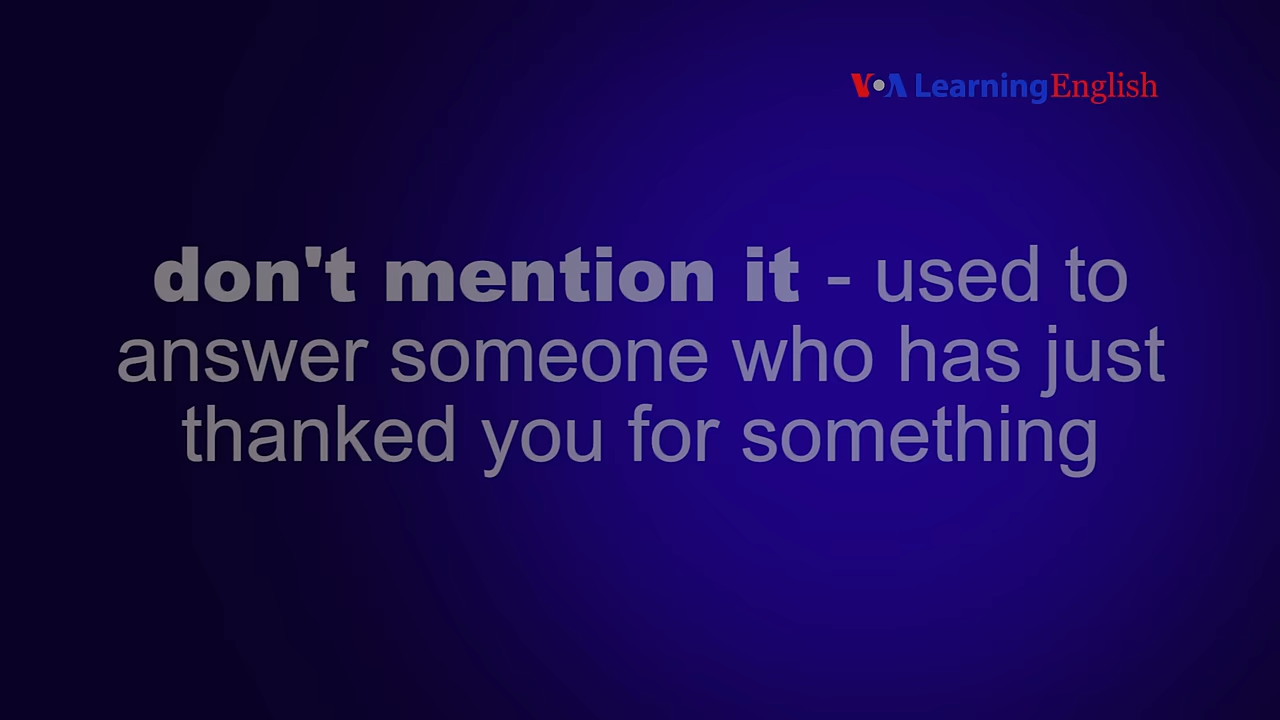 VOA LearningEnglish
don't mention it - used to
answer someone who has just
thanked you for something